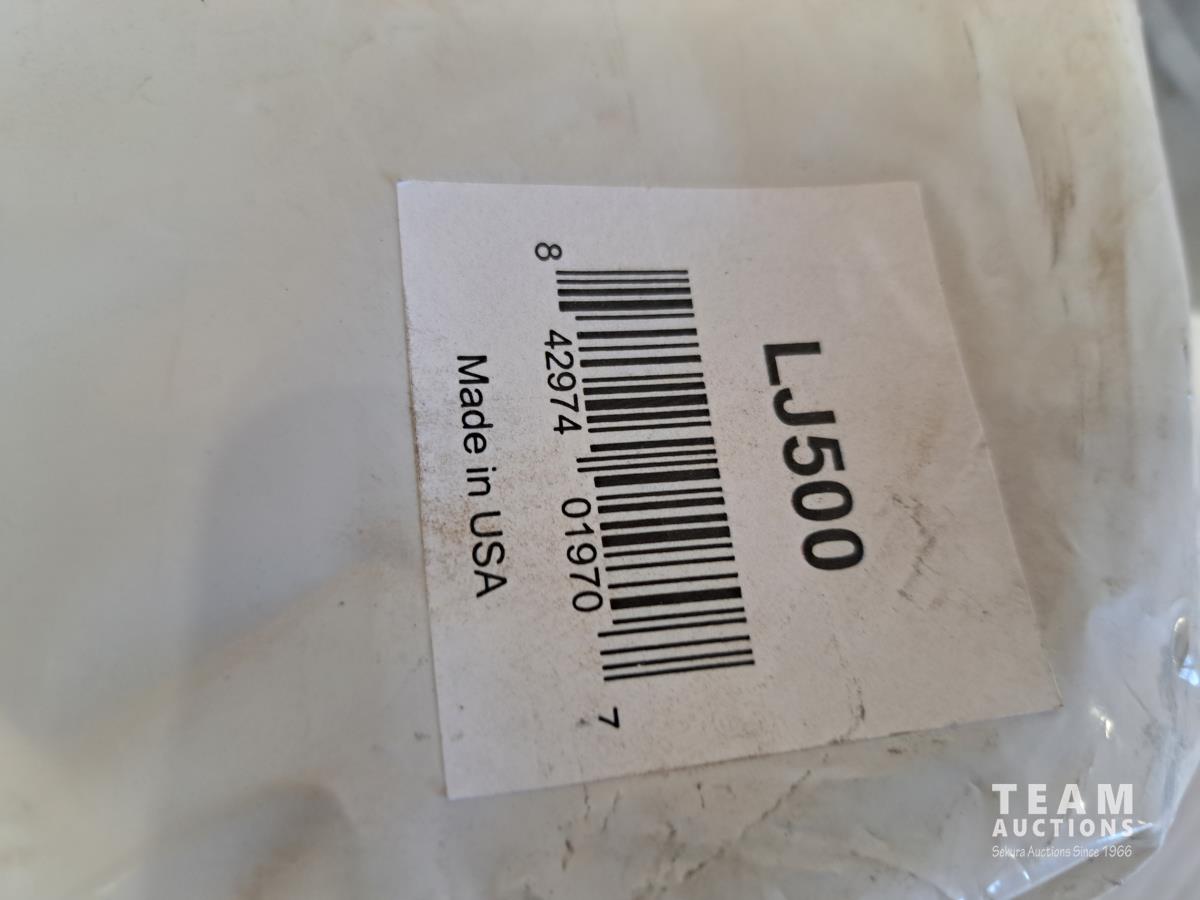 LJ500
8 42974 01970 7
Made in USA
TEAM
AUCTIONS
Sekura Auctions Since 1966